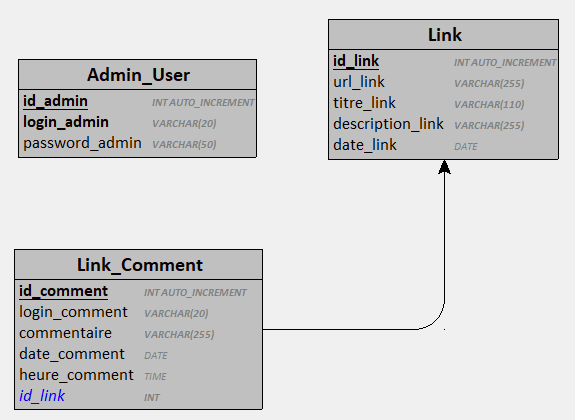 Admin_User
id_admin INT AUTO_INCREMENT
login_admin VARCHAR(20)
password_admin VARCHAR(50)
Link
id_link INT AUTO_INCREMENT
url_link VARCHAR(255)
titre_link VARCHAR(110)
description_link VARCHAR(255)
date_link DATE
Link_Comment
id_comment INT AUTO_INCREMENT
login_comment VARCHAR(20)
commentaire VARCHAR(255)
date_comment DATE
heure_comment TIME
id_link INT